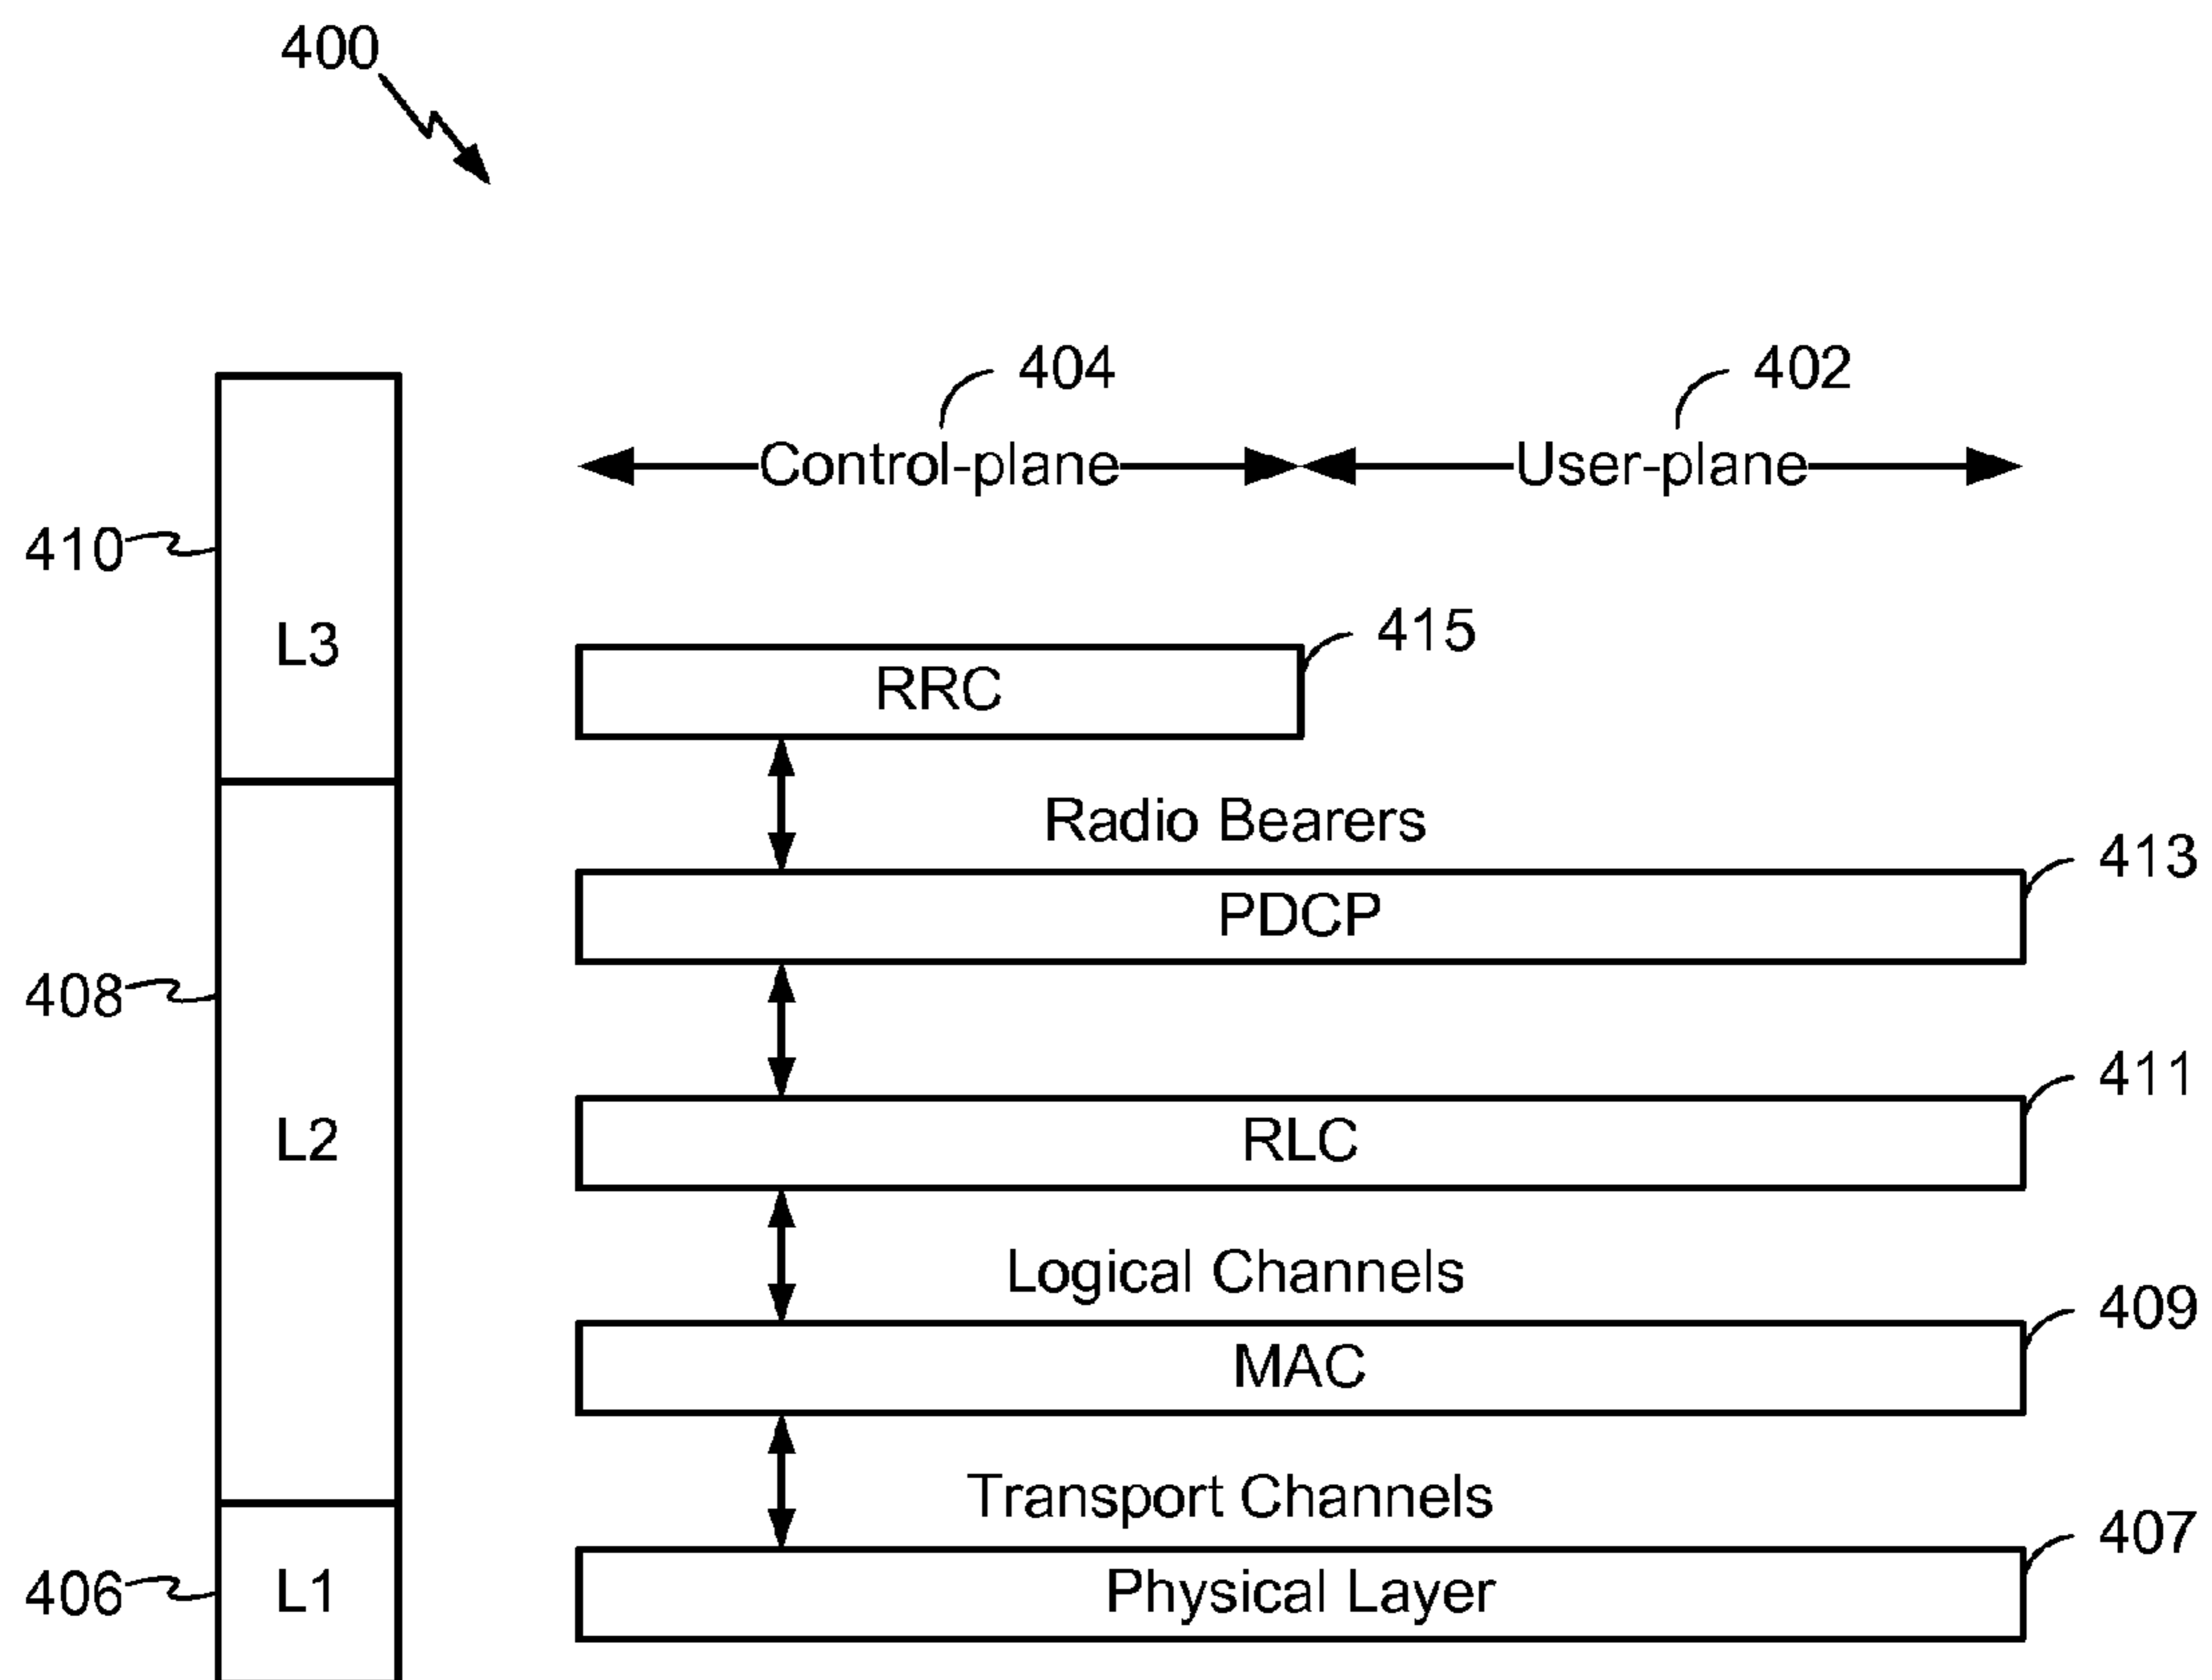 400
404
402
Control-plane
User-plane
410
L3
415
RRC
Radio Bearers
413
PDCP
408
L2
411
RLC
Logical Channels
409
MAC
Transport Channels
407
406
L1
Physical Layer